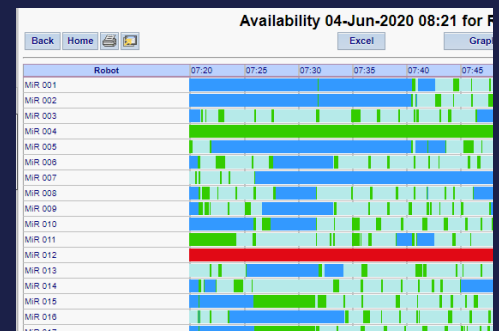 Availability 04-Jun-2020 08:21 for
Back Home Excel Grap
Robot 07:20 07:25 07:30 07:35 07:40 07:45
MiR 001
MiR 002
MiR 003
MiR 004
MiR 005
MiR 006
MiR 007
MiR 008
MiR 009
MiR 010
MiR 011
MiR 012
MiR 013
MiR 014
MiR 015
MiR 016